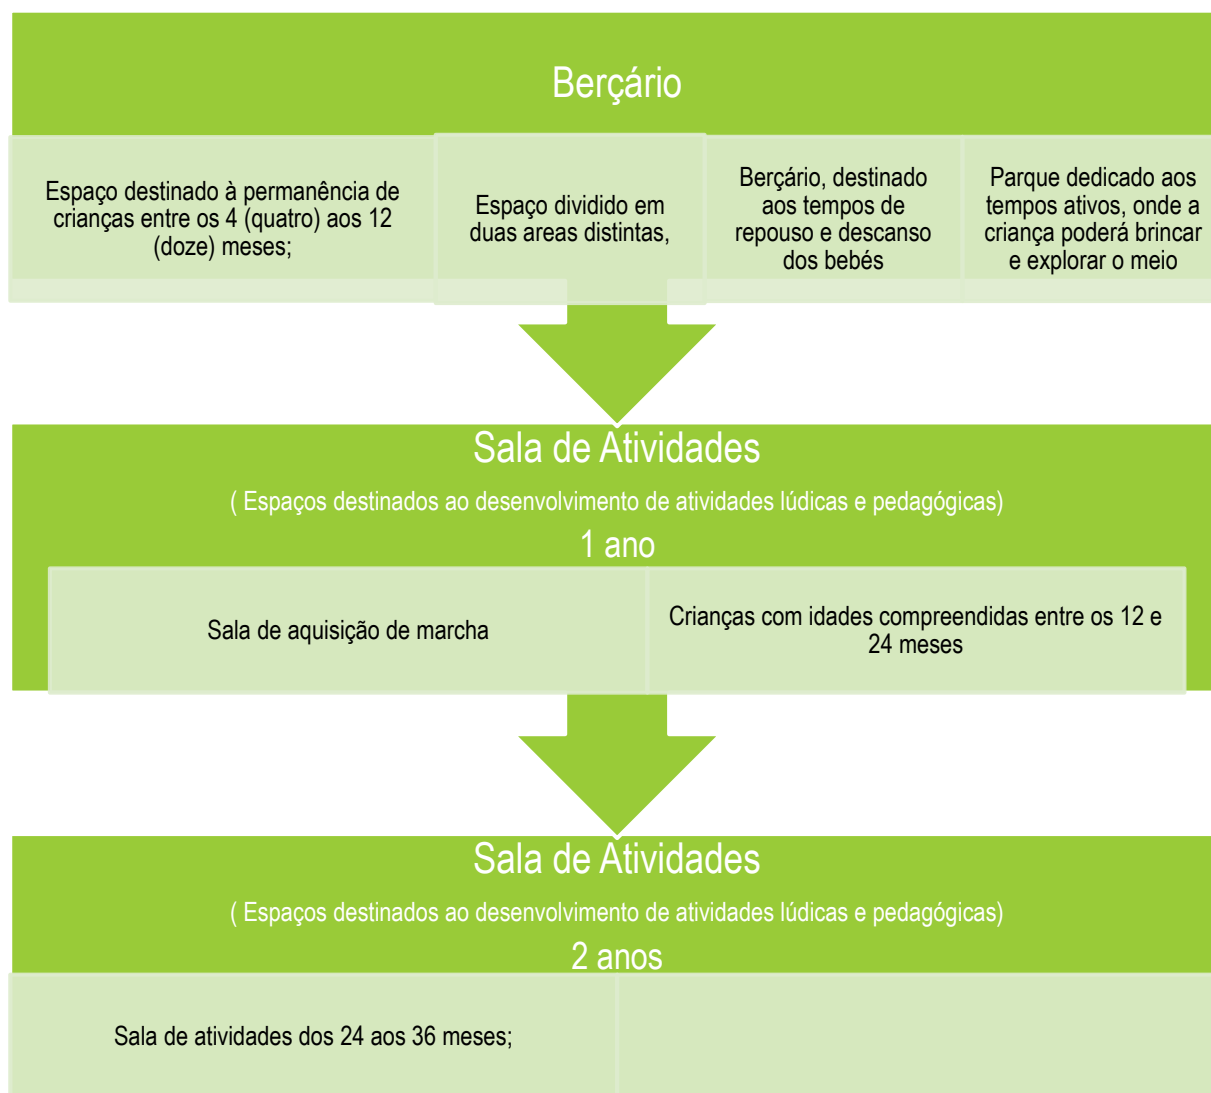 Berçário
Espaço destinado à permanência de
crianças entre os 4 (quatro) aos 12
(doze) meses;
Espaço dividido em
duas areas distintas,
Berçário, destinado
aos tempos de
repouso e descanso
dos bebés
Parque dedicado aos
tempos ativos, onde a
criança poderá brincar
e explorar o meio
Sala de Atividades
( Espaços destinados ao desenvolvimento de atividades lúdicas e pedagógicas)
1 ano
Sala de aquisição de marcha
Crianças com idades compreendidas entre os 12 e
24 meses
Sala de Atividades
( Espaços destinados ao desenvolvimento de atividades lúdicas e pedagógicas)
2 anos
Sala de atividades dos 24 aos 36 meses;